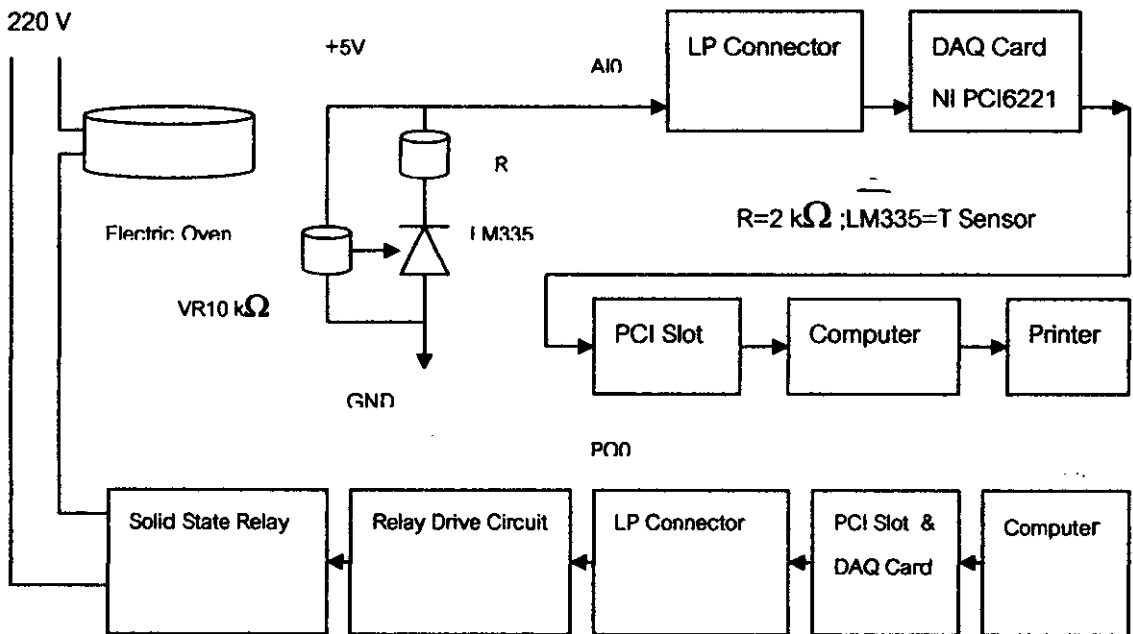 220 V
+5V
AI0
LP Connector
DAQ Card
NI PCI6221
R
R=2 kΩ ;LM335=T Sensor
Electric Oven
LM335
VR10 kΩ
PCI Slot
Computer
Printer
GND
PO0
Solid State Relay
Relay Drive Circuit
LP Connector
PCI Slot &
DAQ Card
Computer